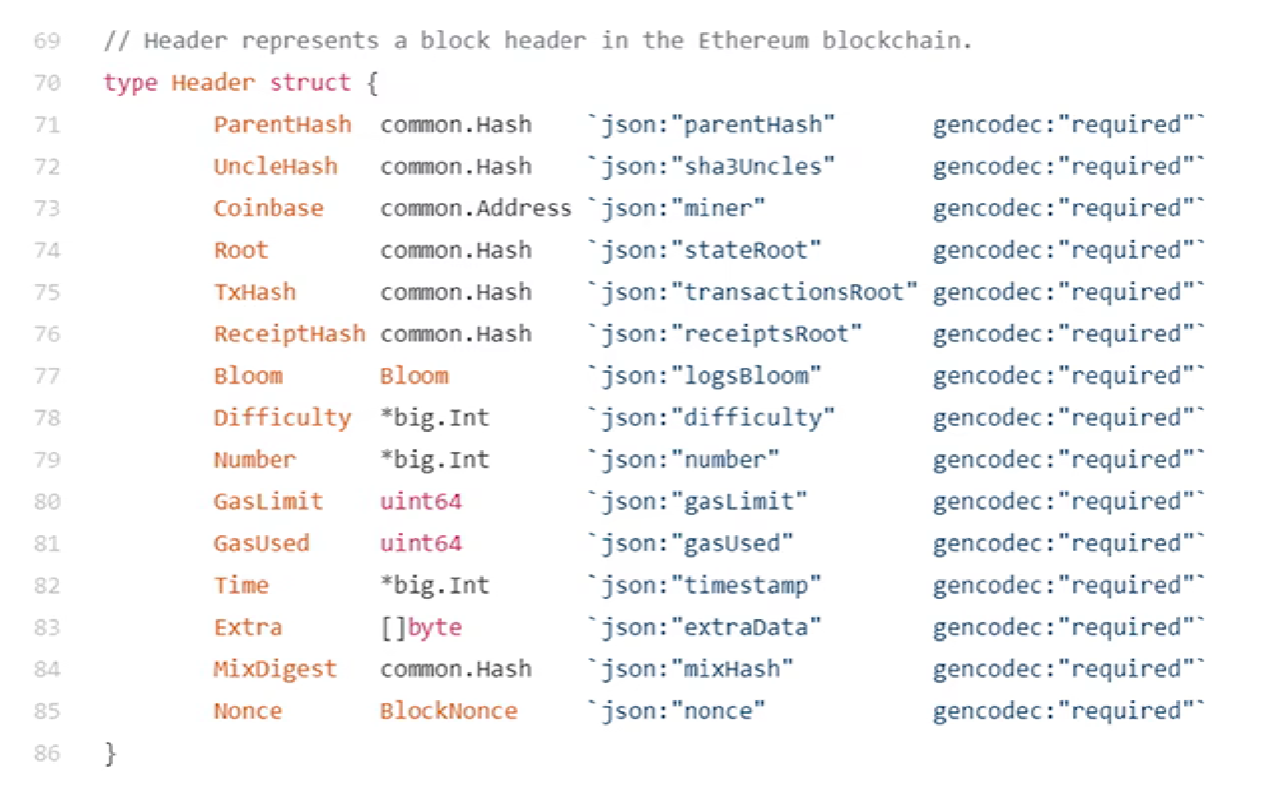 69 // Header represents a block header in the Ethereum blockchain.
70 type Header struct {
71 ParentHash common.Hash `json:"parentHash" gencodec:"required"`
72 UncleHash common.Hash `json:"sha3Uncles" gencodec:"required"`
73 Coinbase common.Address `json:"miner" gencodec:"required"`
74 Root common.Hash `json:"stateRoot" gencodec:"required"`
75 TxHash common.Hash `json:"transactionsRoot" gencodec:"required"`
76 ReceiptHash common.Hash `json:"receiptsRoot" gencodec:"required"`
77 Bloom Bloom `json:"logsBloom" gencodec:"required"`
78 Difficulty *big.Int `json:"difficulty" gencodec:"required"`
79 Number *big.Int `json:"number" gencodec:"required"`
80 GasLimit uint64 `json:"gasLimit" gencodec:"required"`
81 GasUsed uint64 `json:"gasUsed" gencodec:"required"`
82 Time *big.Int `json:"timestamp" gencodec:"required"`
83 Extra []byte `json:"extraData" gencodec:"required"`
84 MixDigest common.Hash `json:"mixHash" gencodec:"required"`
85 Nonce BlockNonce `json:"nonce" gencodec:"required"`
86 }